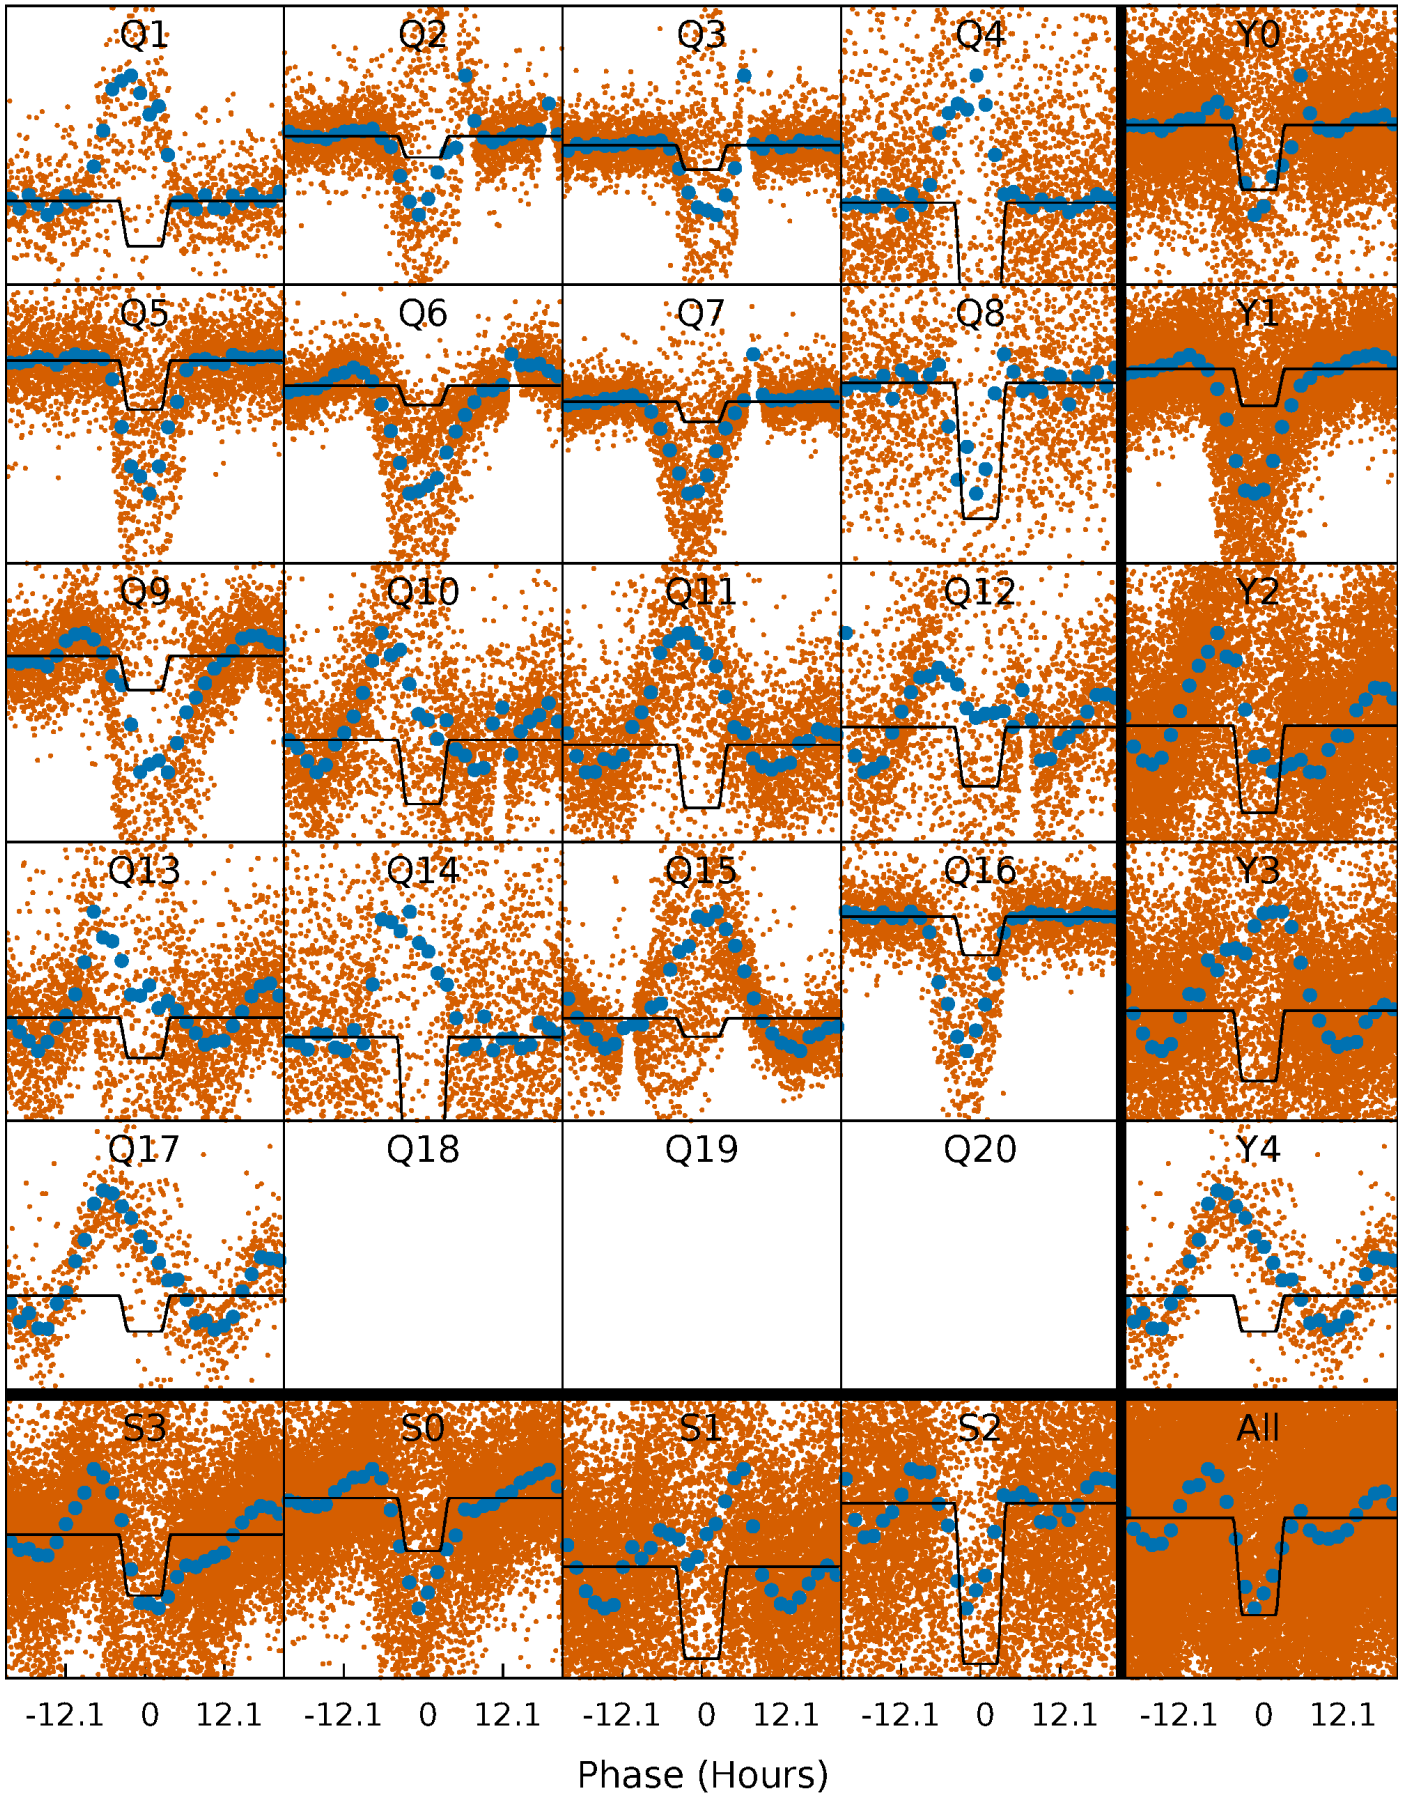 Q1 Q2 Q3 Q4 Y0
Q5 Q6 Q7 Q8 Y1
Q9 Q10 Q11 Q12 Y2
Q13 Q14 Q15 Q16 Y3
Q17 Q18 Q19 Q20 Y4
S3 S0 S1 S2 All
-12.1 0 12.1 -12.1 0 12.1 -12.1 0 12.1 -12.1 0 12.1 -12.1 0 12.1
Phase (Hours)